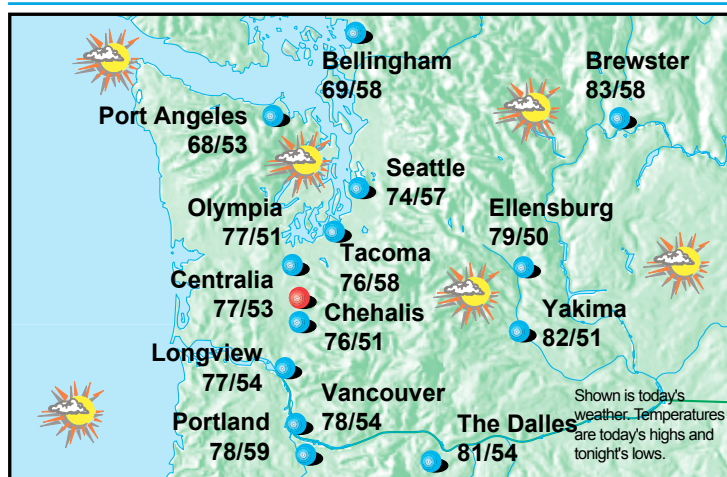 Bellingham
69/58
Brewster
83/58
Port Angeles
68/53
Seattle
74/57
Olympia
77/51
Ellensburg
79/50
Tacoma
76/58
Centralia
77/53
Chehalis
76/51
Yakima
82/51
Longview
77/54
Vancouver
78/54
Portland
78/59
The Dalles
81/54
Shown is today's
weather. Temperatures
are today's highs and
tonight's lows.